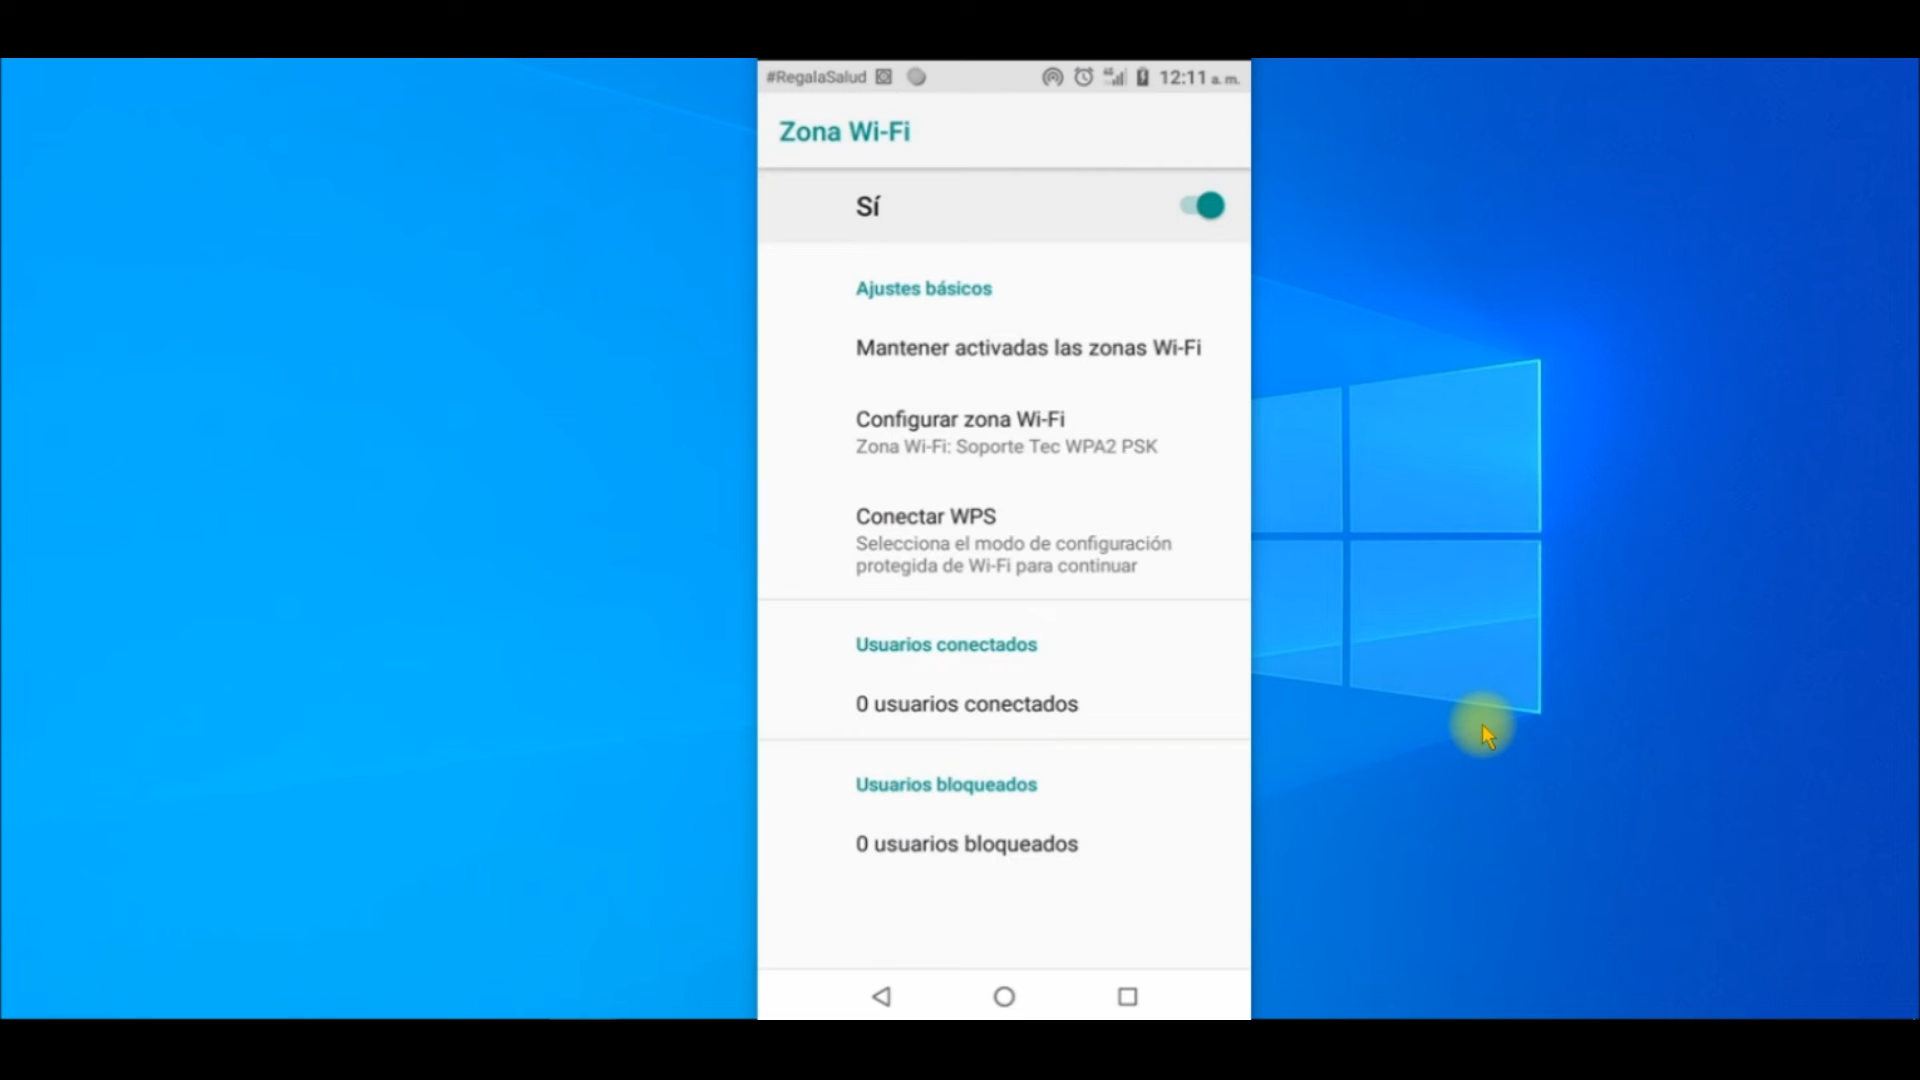 #RegalaSalud
12:11 a. m.
Zona Wi-Fi
Sí
Ajustes básicos
Mantener activadas las zonas Wi-Fi
Configurar zona Wi-Fi
Zona Wi-Fi: Soporte Tec WPA2 PSK
Conectar WPS
Selecciona el modo de configuración
protegida de Wi-Fi para continuar
Usuarios conectados
0 usuarios conectados
Usuarios bloqueados
0 usuarios bloqueados